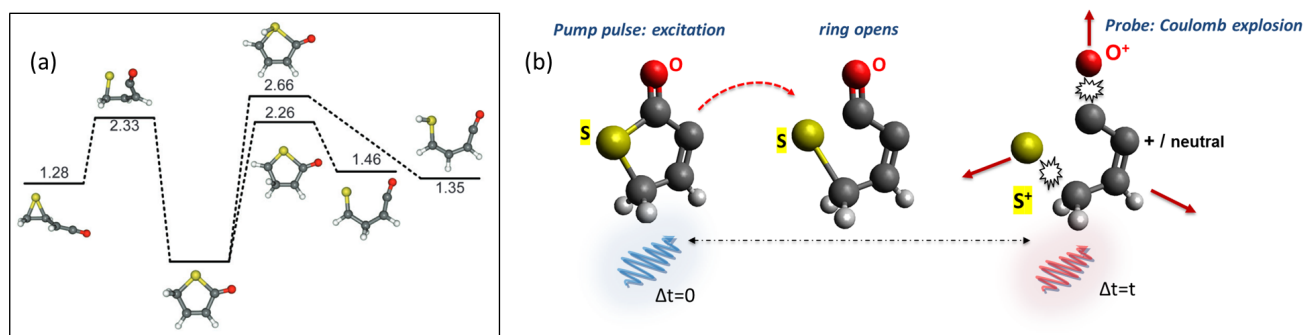 (a)
2.33
1.28
2.66
2.26
1.46
1.35
(b)
Pump pulse: excitation
ring opens
Probe: Coulomb explosion
O
O
O⁺
S
S
+ / neutral
S⁺
Δt=0
Δt=t